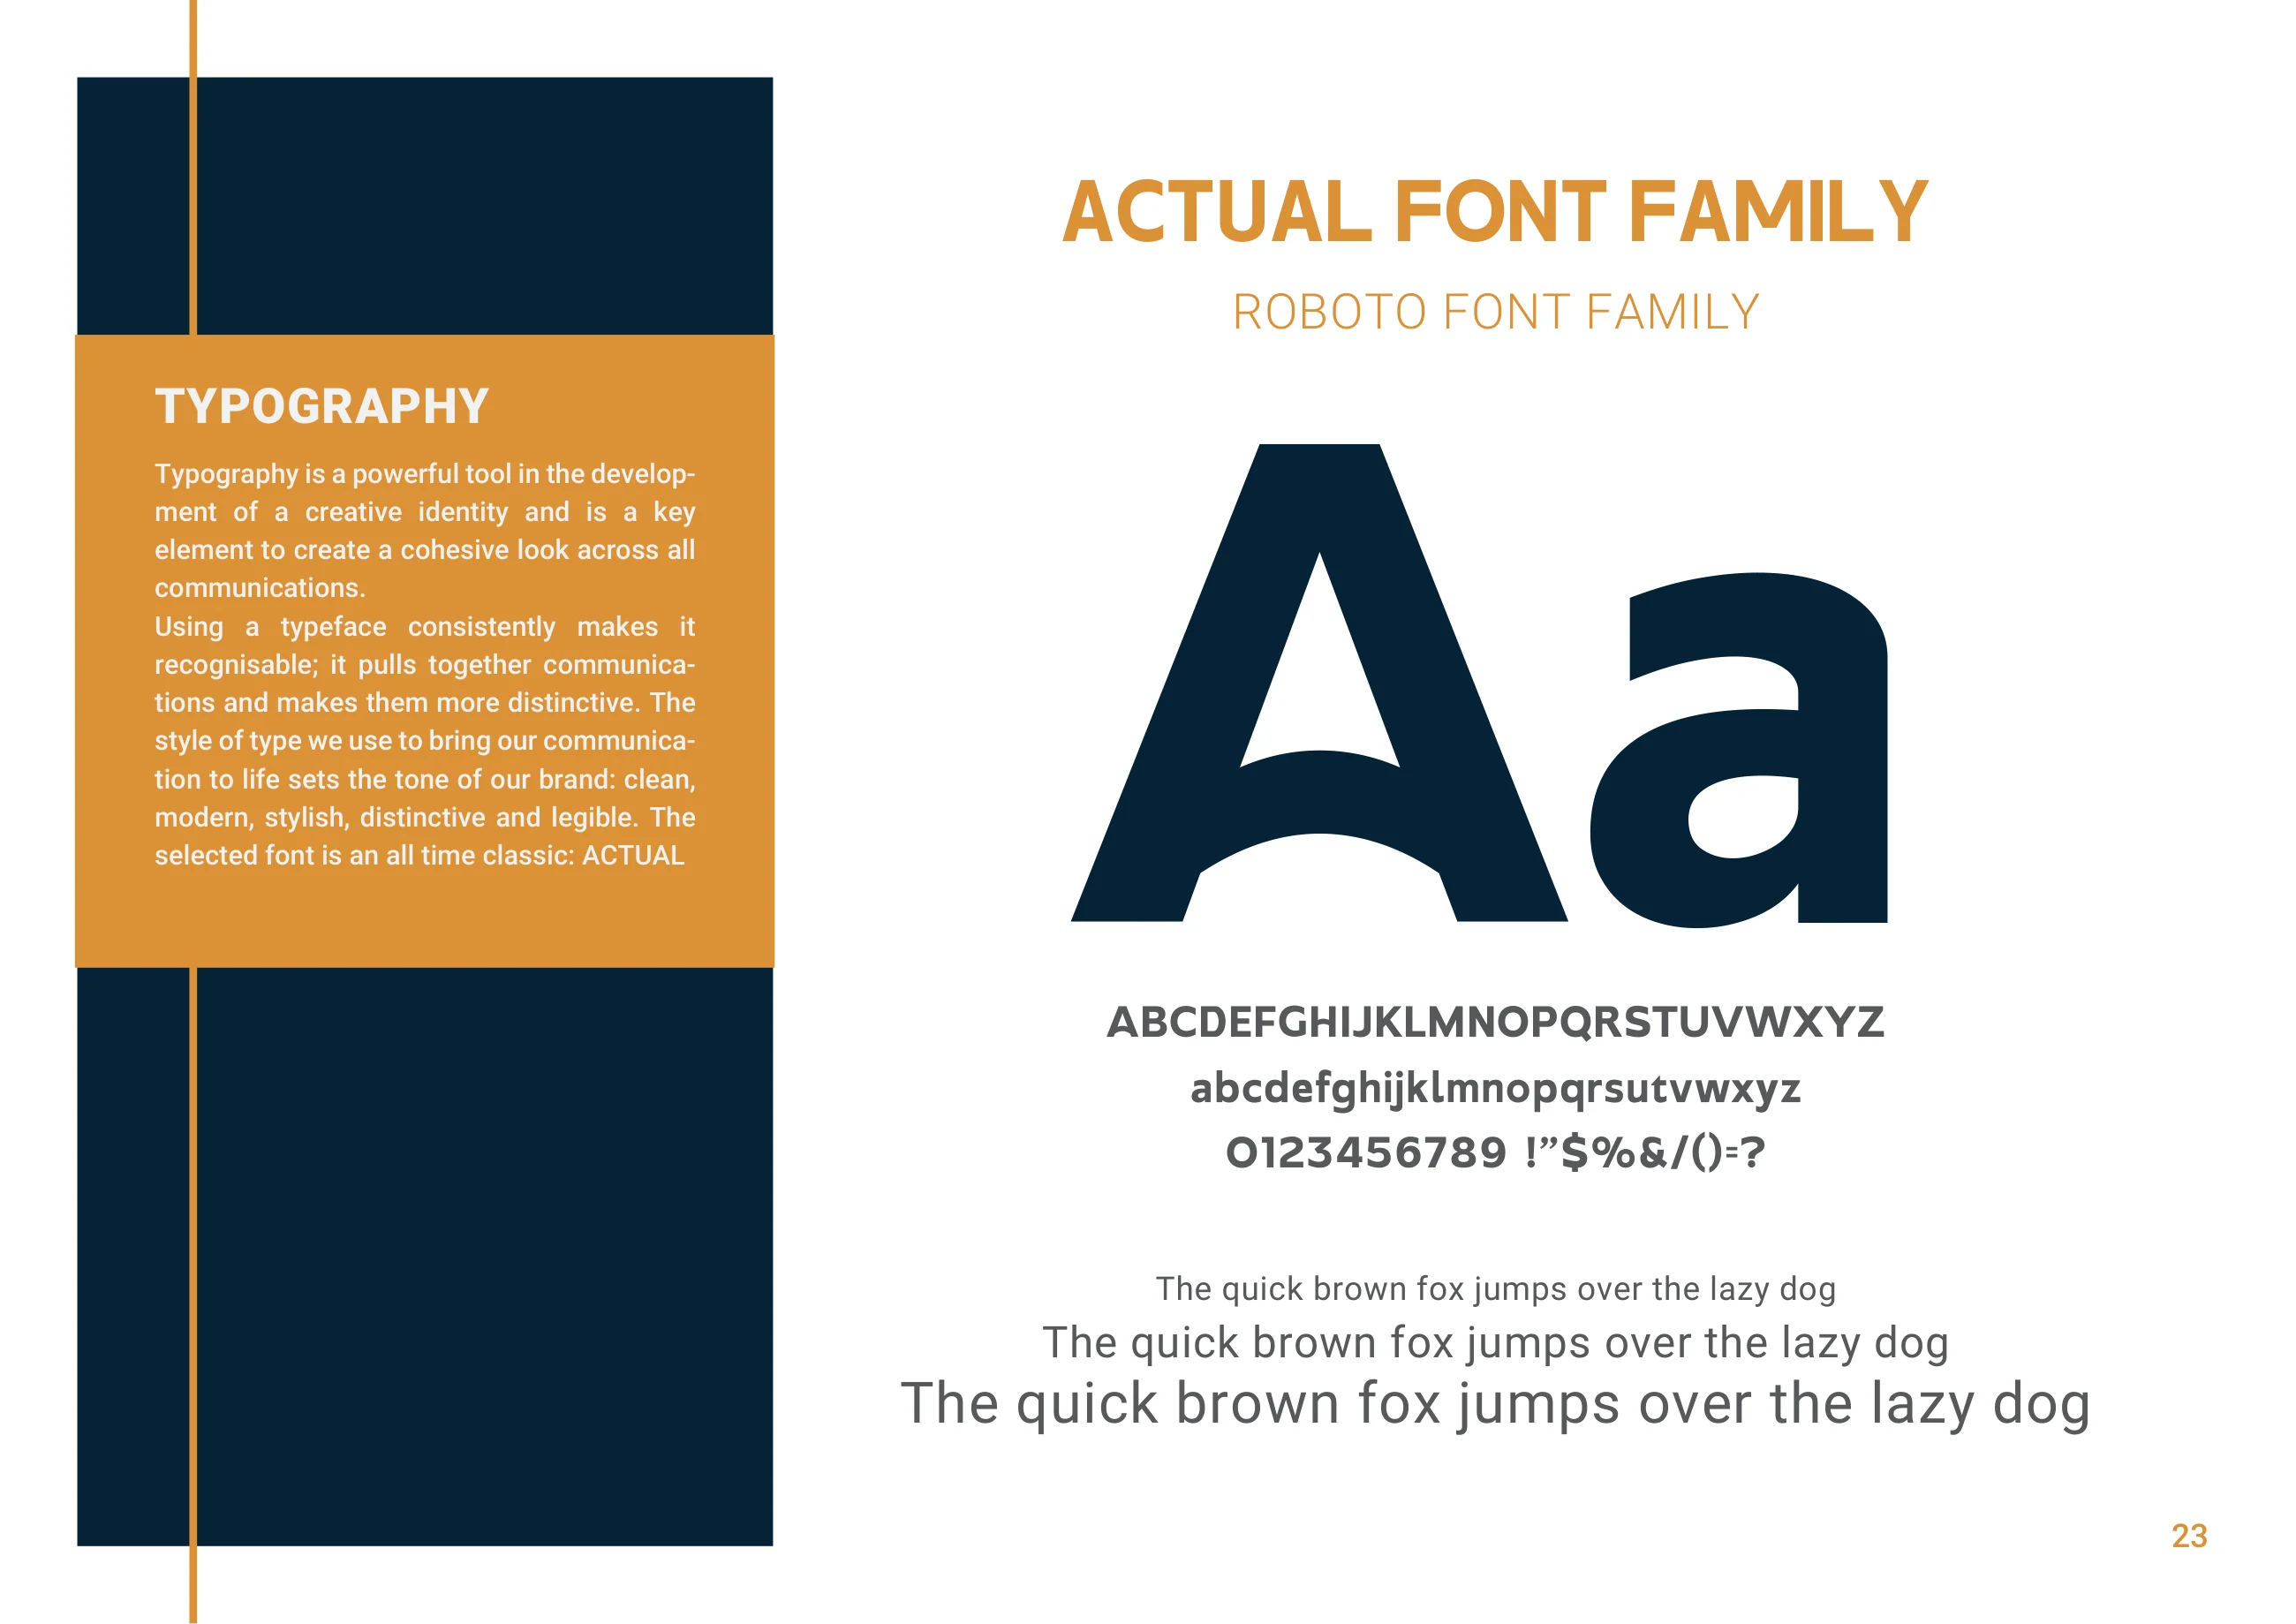 TYPOGRAPHY
Typography is a powerful tool in the develop-
ment of a creative identity and is a key
element to create a cohesive look across all
communications.
Using a typeface consistently makes it
recognisable; it pulls together communica-
tions and makes them more distinctive. The
style of type we use to bring our communica-
tion to life sets the tone of our brand: clean,
modern, stylish, distinctive and legible. The
selected font is an all time classic: ACTUAL
ACTUAL FONT FAMILY
ROBOTO FONT FAMILY
Aa
ABCDEFGHIJKLMNOPQRSTUVWXYZ
abcdefghijklmnopqrsutvwxyz
0123456789 !”$%&/()=?
The quick brown fox jumps over the lazy dog
The quick brown fox jumps over the lazy dog
The quick brown fox jumps over the lazy dog
23